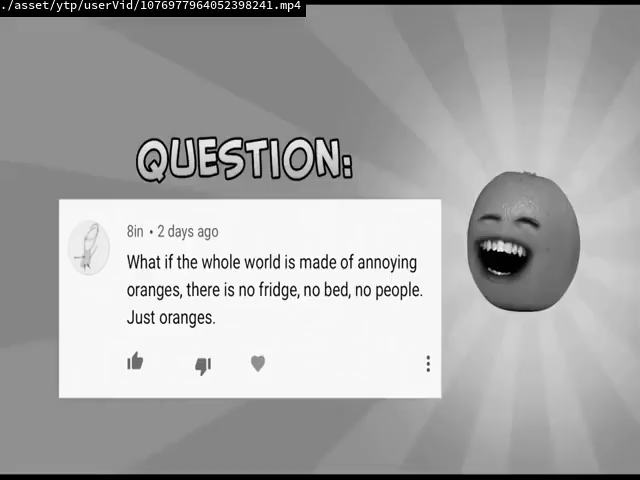 ./asset/ytp/userVid/1076977964052398241.mp4
QUESTION:
8in • 2 days ago
What if the whole world is made of annoying
oranges, there is no fridge, no bed, no people.
Just oranges.